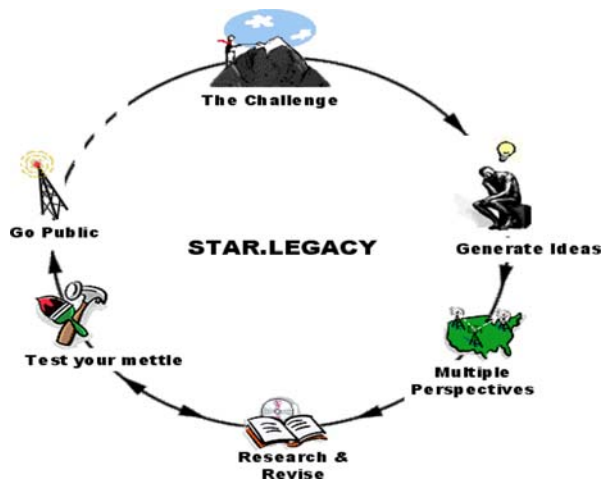 The Challenge
Go Public
STAR.LEGACY
Generate Ideas
Test your mettle
Multiple
Perspectives
Research &
Revise